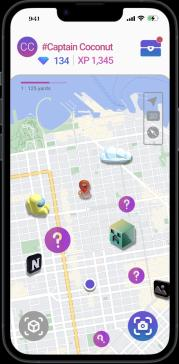 9:41
CC #Captain Coconut
134 | XP 1,345
1 : 125 yards
?
?
?
N